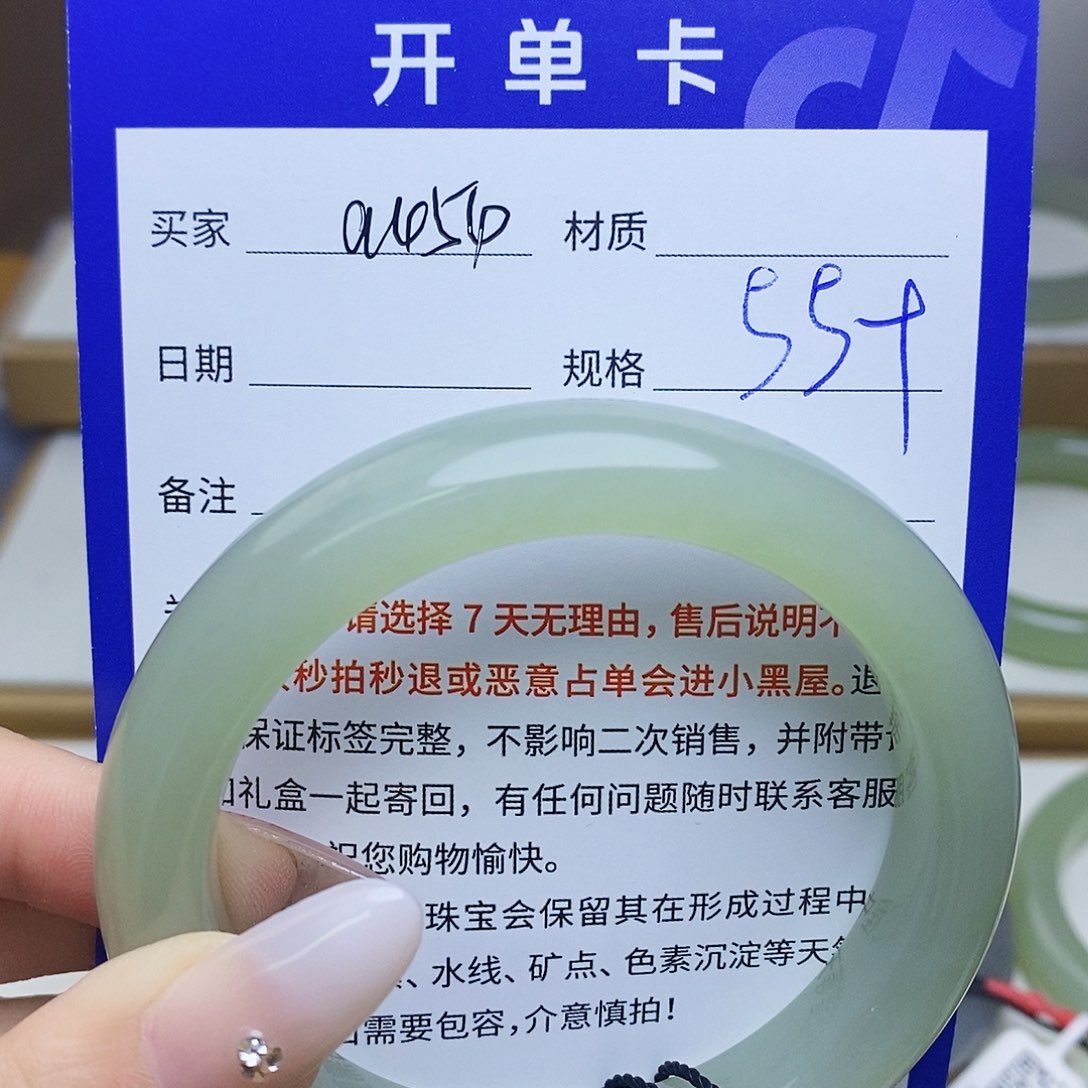 开单卡
买家 a454 材质
日期 规格 55+
备注
请选择 7 天无理由，售后说明
秒拍秒退或恶意占单会进小黑屋。退
保证标签完整，不影响二次销售，并附带
礼盒一起寄回，有任何问题随时联系客服
祝您购物愉快。
珠宝会保留其在形成过程中
、水线、矿点、色素沉淀等天
需要包容，介意慎拍！